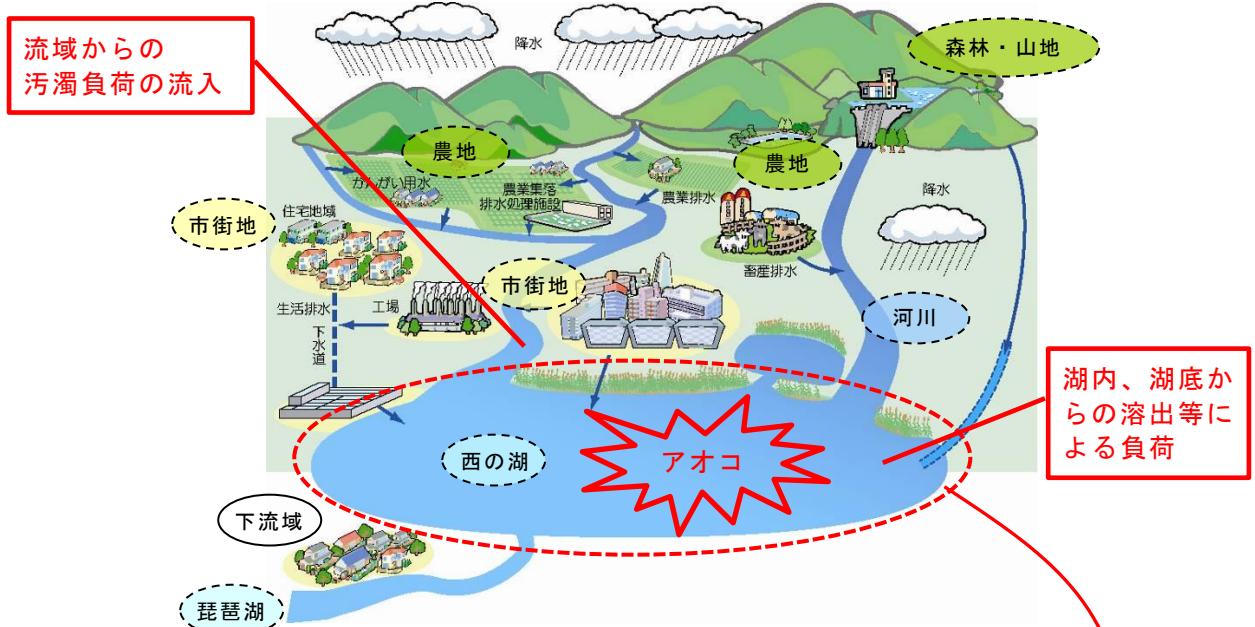 流域からの
汚濁負荷の流入
降水
森林・山地
農地
農地
かんがい用水
農業集落
排水処理施設
農業排水
降水
市街地
住宅地域
畜産排水
市街地
生活排水
工場
河川
下水道
湖内、湖底か
らの溶出等に
よる負荷
西の湖
アオコ
下流域
琵琶湖